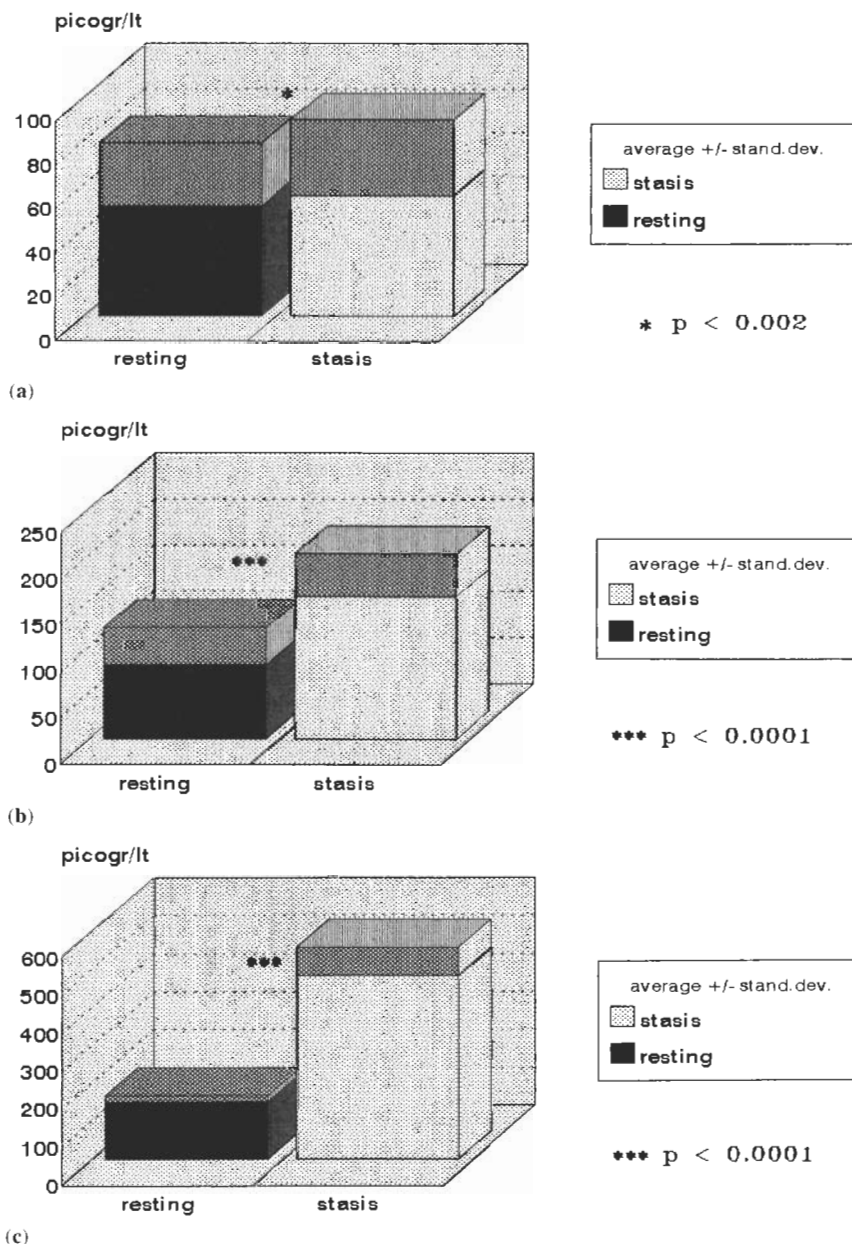 picogr/lt
*
100
80
60
40
20
0
resting stasis
average +/- stand.dev.
stasis
resting
* p < 0.002
(a)
picogr/lt
***
250
200
150
100
50
0
resting stasis
average +/- stand.dev.
stasis
resting
*** p < 0.0001
(b)
picogr/lt
***
600
500
400
300
200
100
0
resting stasis
average +/- stand.dev.
stasis
resting
*** p < 0.0001
(c)